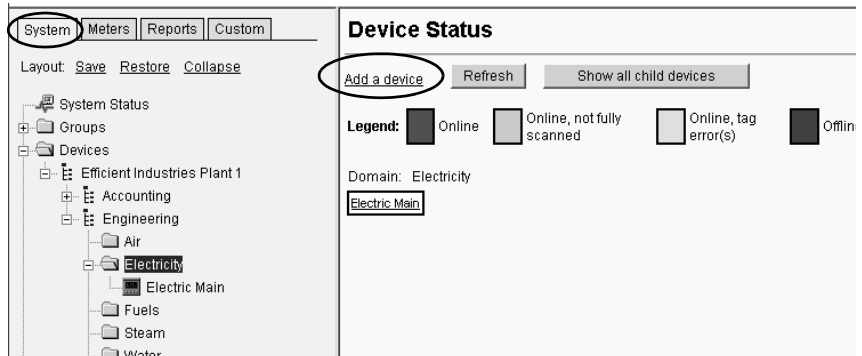 System Meters Reports Custom
Layout: Save Restore Collapse
System Status
Groups
Devices
Efficient Industries Plant 1
Accounting
Engineering
Air
Electricity
Electric Main
Fuels
Steam
Water
Device Status
Add a device Refresh Show all child devices
Legend: Online Online, not fully scanned Online, tag error(s) Offlin
Domain: Electricity
Electric Main